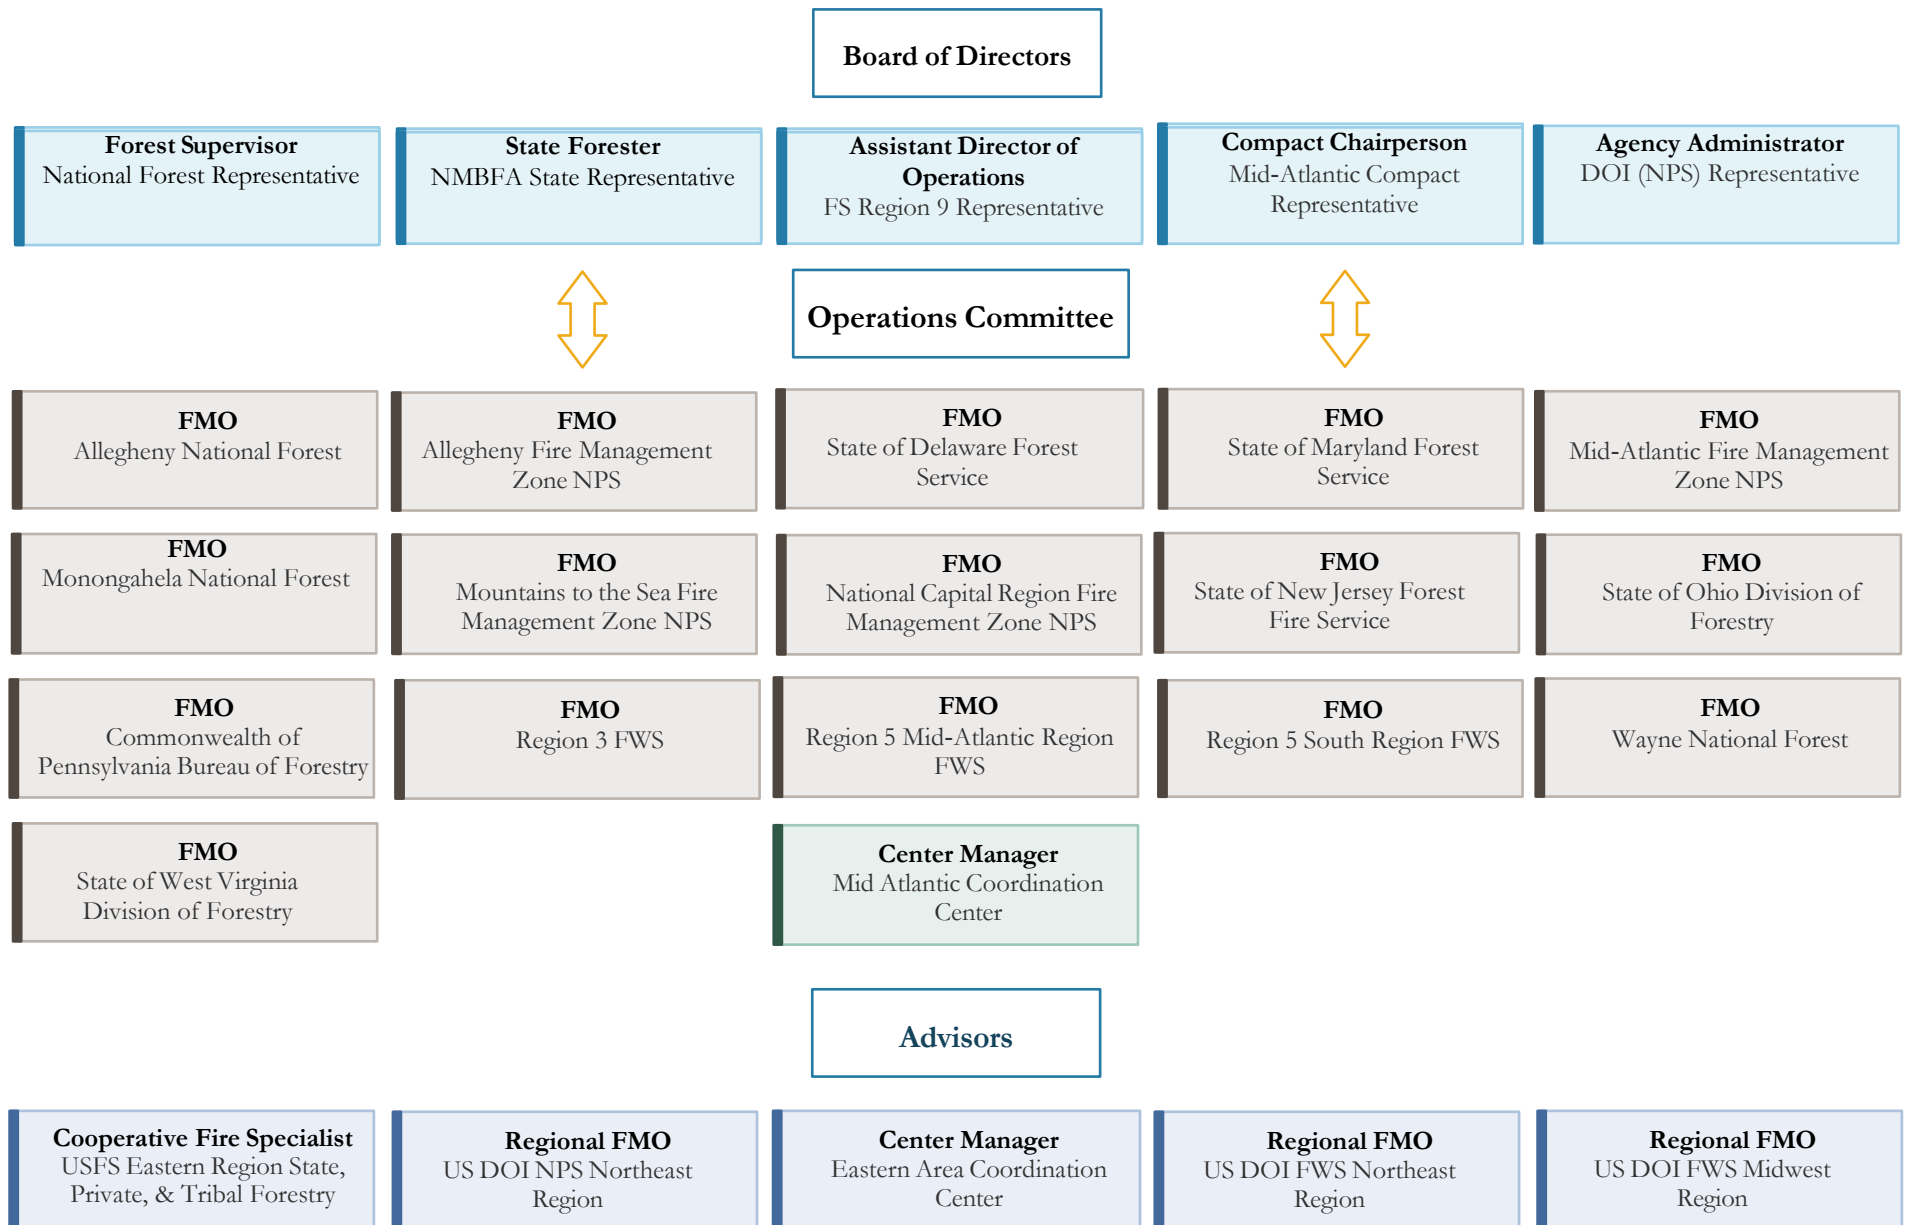 Board of Directors
Forest Supervisor
National Forest Representative
State Forester
NMBFA State Representative
Assistant Director of
Operations
FS Region 9 Representative
Compact Chairperson
Mid-Atlantic Compact
Representative
Agency Administrator
DOI (NPS) Representative
Operations Committee
FMO
Allegheny National Forest
FMO
Allegheny Fire Management
Zone NPS
FMO
State of Delaware Forest
Service
FMO
State of Maryland Forest
Service
FMO
Mid-Atlantic Fire Management
Zone NPS
FMO
Monongahela National Forest
FMO
Mountains to the Sea Fire
Management Zone NPS
FMO
National Capital Region Fire
Management Zone NPS
FMO
State of New Jersey Forest
Fire Service
FMO
State of Ohio Division of
Forestry
FMO
Commonwealth of
Pennsylvania Bureau of Forestry
FMO
Region 3 FWS
FMO
Region 5 Mid-Atlantic Region
FWS
FMO
Region 5 South Region FWS
FMO
Wayne National Forest
FMO
State of West Virginia
Division of Forestry
Center Manager
Mid Atlantic Coordination
Center
Advisors
Cooperative Fire Specialist
USFS Eastern Region State,
Private, & Tribal Forestry
Regional FMO
US DOI NPS Northeast
Region
Center Manager
Eastern Area Coordination
Center
Regional FMO
US DOI FWS Northeast
Region
Regional FMO
US DOI FWS Midwest
Region